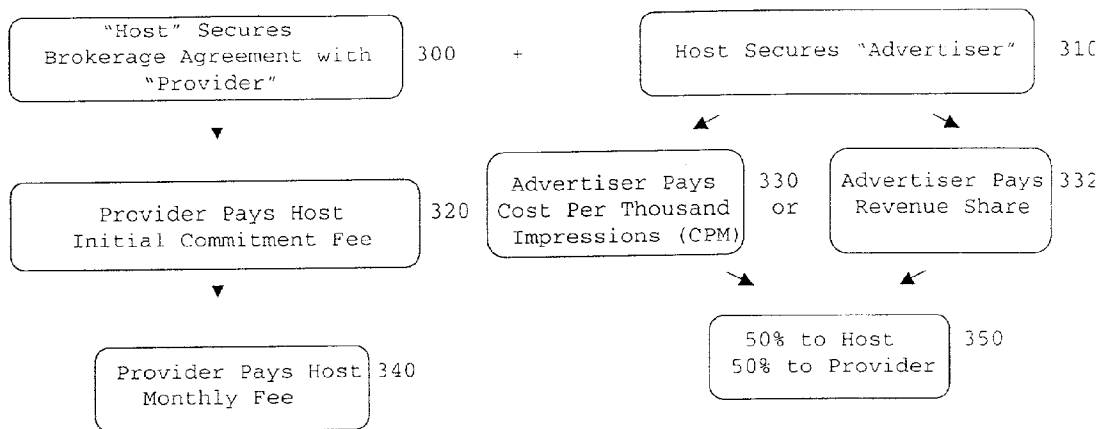 "Host" Secures
Brokerage Agreement with
"Provider"
300
+
Host Secures "Advertiser"
310
Provider Pays Host
Initial Commitment Fee
320
Advertiser Pays
Cost Per Thousand
Impressions (CPM)
330
or
Advertiser Pays
Revenue Share
332
Provider Pays Host
Monthly Fee
340
50% to Host
50% to Provider
350